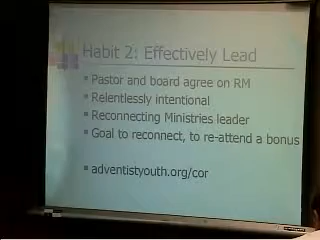 Habit 2: Effectively Lead
Pastor and board agree on RM
Relentlessly intentional
Reconnecting Ministries leader
Goal to reconnect, to re-attend a bonus
adventistyouth.org/cor